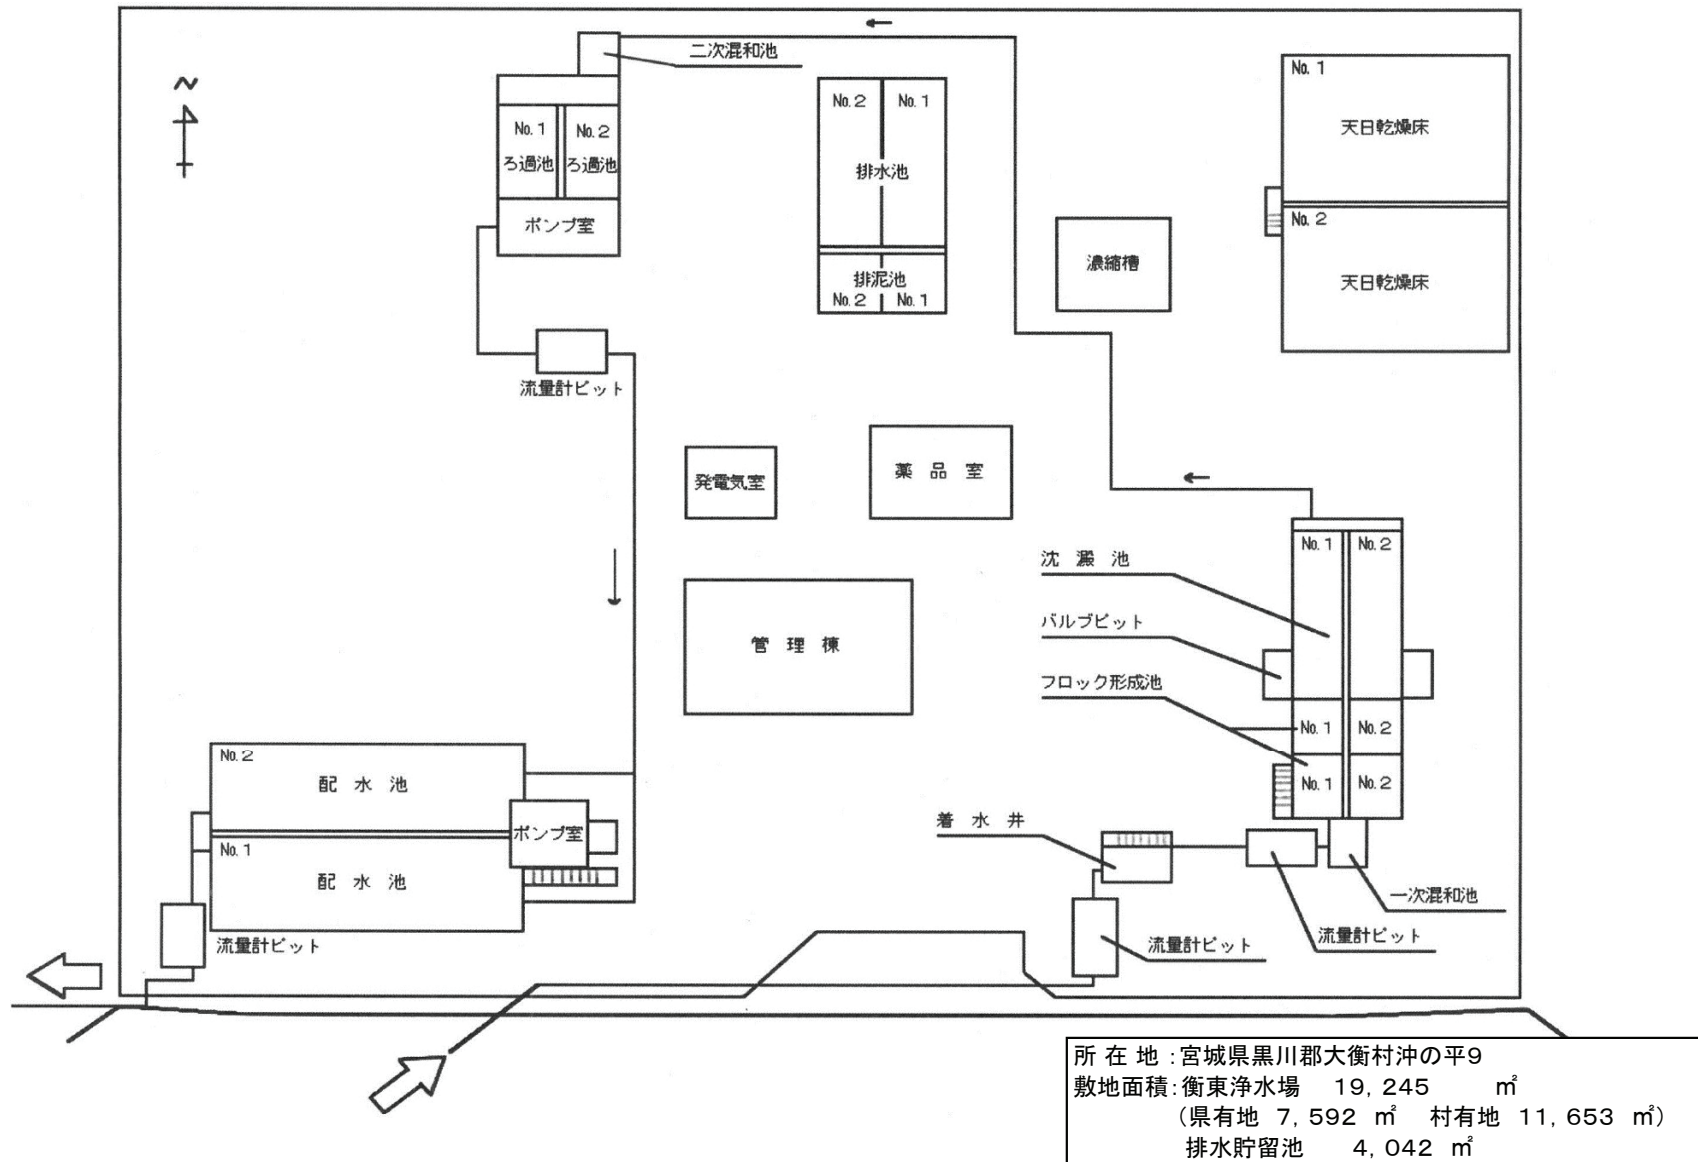 二次混和池
No.1
No.2
ろ過池
ろ過池
ポンプ室
流量計ピット
No.2
No.1
排水池
排泥池
No.2
No.1
濃縮槽
No.1
天日乾燥床
No.2
天日乾燥床
発電気室
薬品室
管理棟
沈澱池
バルブピット
フロック形成池
No.1
No.2
No.1
No.2
No.1
No.2
着水井
一次混和池
流量計ピット
流量計ピット
No.2
配水池
ポンプ室
No.1
配水池
流量計ピット
所在地:宮城県黒川郡大衡村沖の平9
敷地面積:衡東浄水場 19,245 ㎡
(県有地 7,592 ㎡ 村有地 11,653 ㎡)
排水貯留池 4,042 ㎡